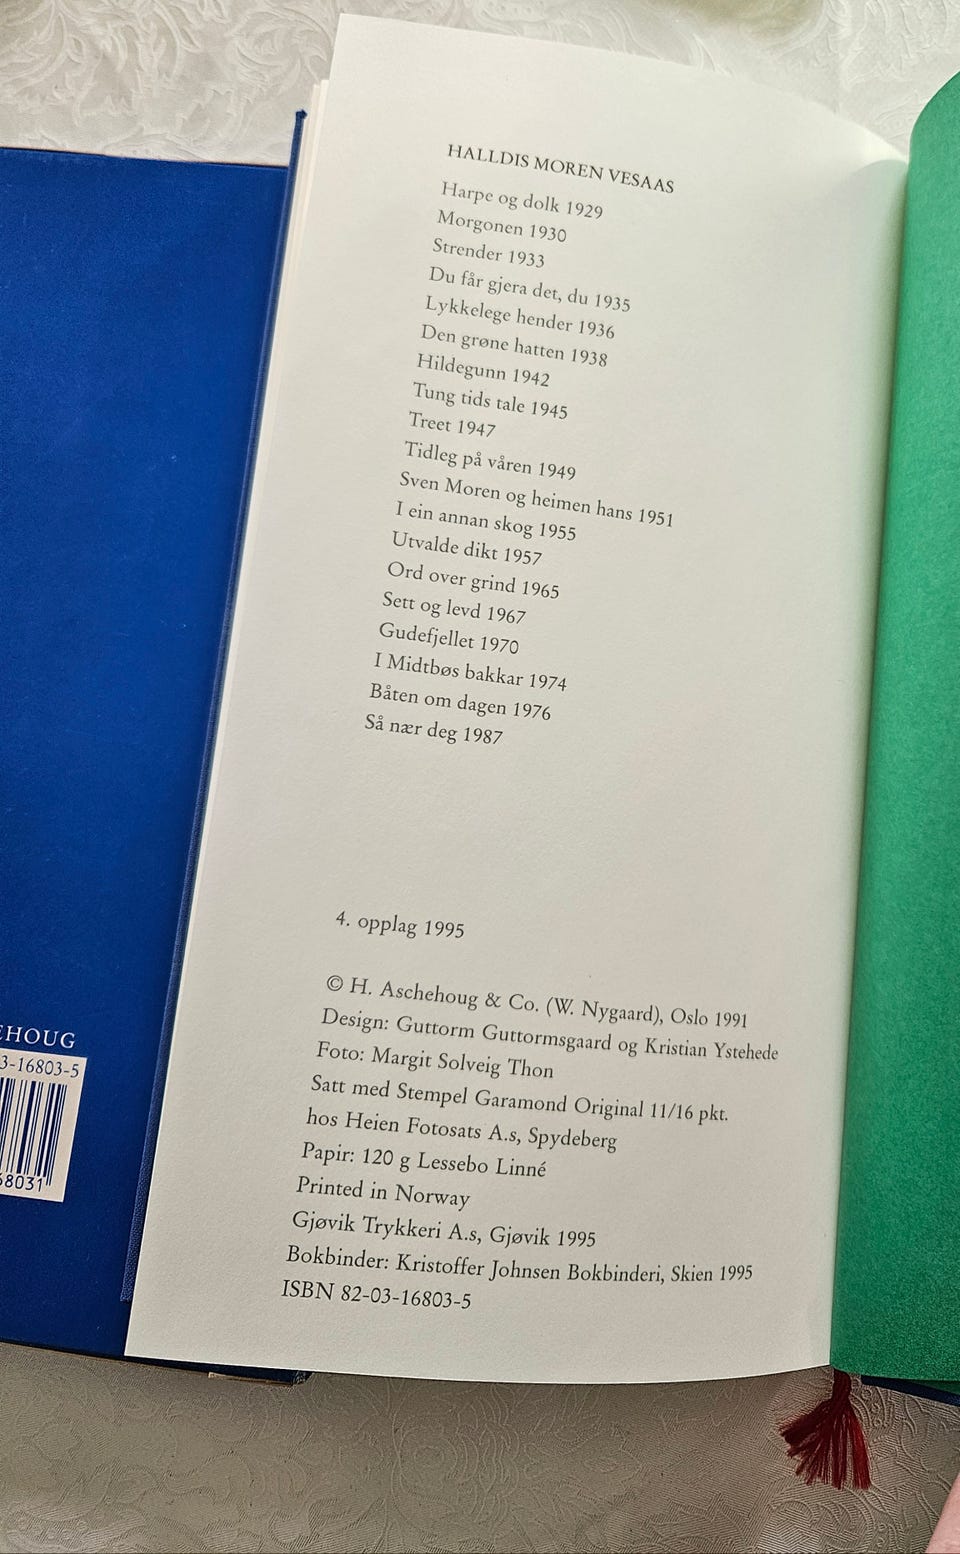 HALLDIS MOREN VESAAS
Harpe og dolk 1929
Morgonen 1930
Strender 1933
Du får gjera det, du 1935
Lykkelege hender 1936
Den grøne hatten 1938
Hildegunn 1942
Tung tids tale 1945
Treet 1947
Tidleg på våren 1949
Sven Moren og heimen hans 1951
I ein annan skog 1955
Utvalde dikt 1957
Ord over grind 1965
Sett og levd 1967
Gudefjellet 1970
I Midtbøs bakkar 1974
Båten om dagen 1976
Så nær deg 1987
4. opplag 1995
© H. Aschehoug & Co. (W. Nygaard), Oslo 1991
Design: Guttorm Guttormsgaard og Kristian Ystehede
Foto: Margit Solveig Thon
Satt med Stempel Garamond Original 11/16 pkt.
hos Heien Fotosats A.s, Spydeberg
Papir: 120 g Lessebo Linné
Printed in Norway
Gjøvik Trykkeri A.s, Gjøvik 1995
Bokbinder: Kristoffer Johnsen Bokbinderi, Skien 1995
ISBN 82-03-16803-5
EHOUG
3-16803-5
68031